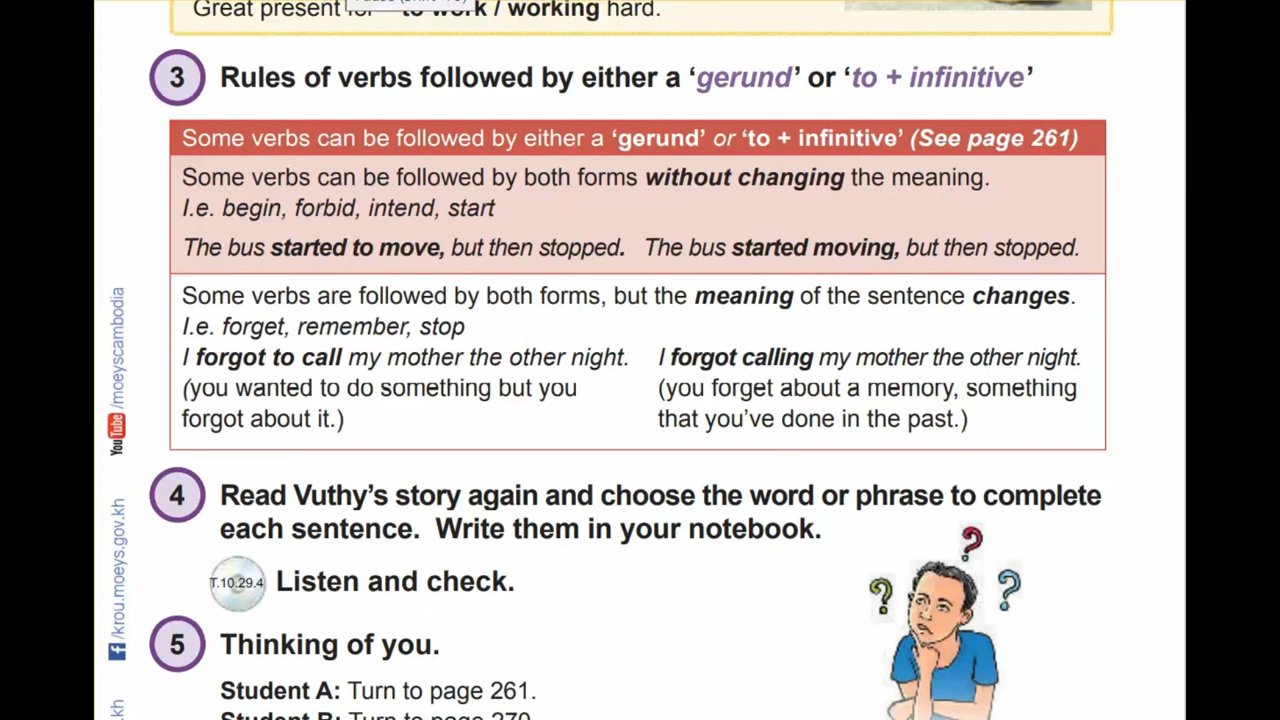 Great present for to work / working hard.
3 Rules of verbs followed by either a ‘gerund’ or ‘to + infinitive’
Some verbs can be followed by either a ‘gerund’ or ‘to + infinitive’ (See page 261)
Some verbs can be followed by both forms without changing the meaning.
I.e. begin, forbid, intend, start
The bus started to move, but then stopped. The bus started moving, but then stopped.
Some verbs are followed by both forms, but the meaning of the sentence changes.
I.e. forget, remember, stop
I forgot to call my mother the other night.
(you wanted to do something but you
forgot about it.)
I forgot calling my mother the other night.
(you forget about a memory, something
that you’ve done in the past.)
4 Read Vuthy’s story again and choose the word or phrase to complete
each sentence. Write them in your notebook.
T.10.29.4 Listen and check.
5 Thinking of you.
Student A: Turn to page 261.
Student B: Turn to page 270
? ? ?
YouTube /moeyscambodia
f /krou.moeys.gov.kh
.kh